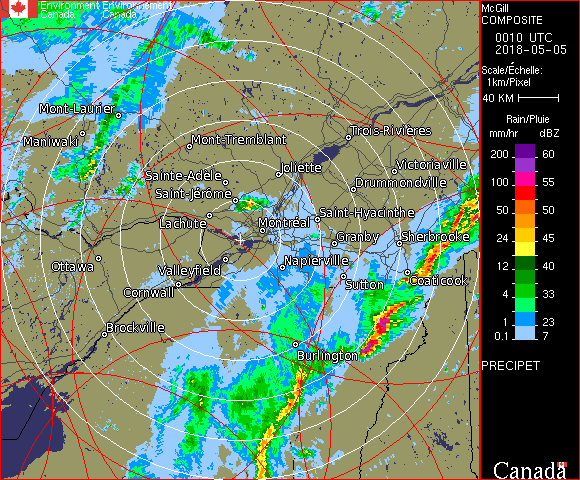 Environment Environnement
Canada Canada
McGill
COMPOSITE
0010 UTC
2018-05-05
Scale/Échelle:
1km/Pixel
40 KM
Rain/Pluie
mm/hr dBZ
200 60
100 55
50 50
24 45
12 40
4 33
1 23
0.1 7
PRECIPET
Canada
Mont-Laurier
Maniwaki
Mont-Tremblant
Trois-Rivières
Joliette
Victoriaville
Sainte-Adèle
Drummondville
Saint-Jérôme
Saint-Hyacinthe
Lachute
Montréal
Granby
Sherbrooke
Ottawa
Valleyfield
Napierville
Sutton
Coaticook
Cornwall
Brockville
Burlington